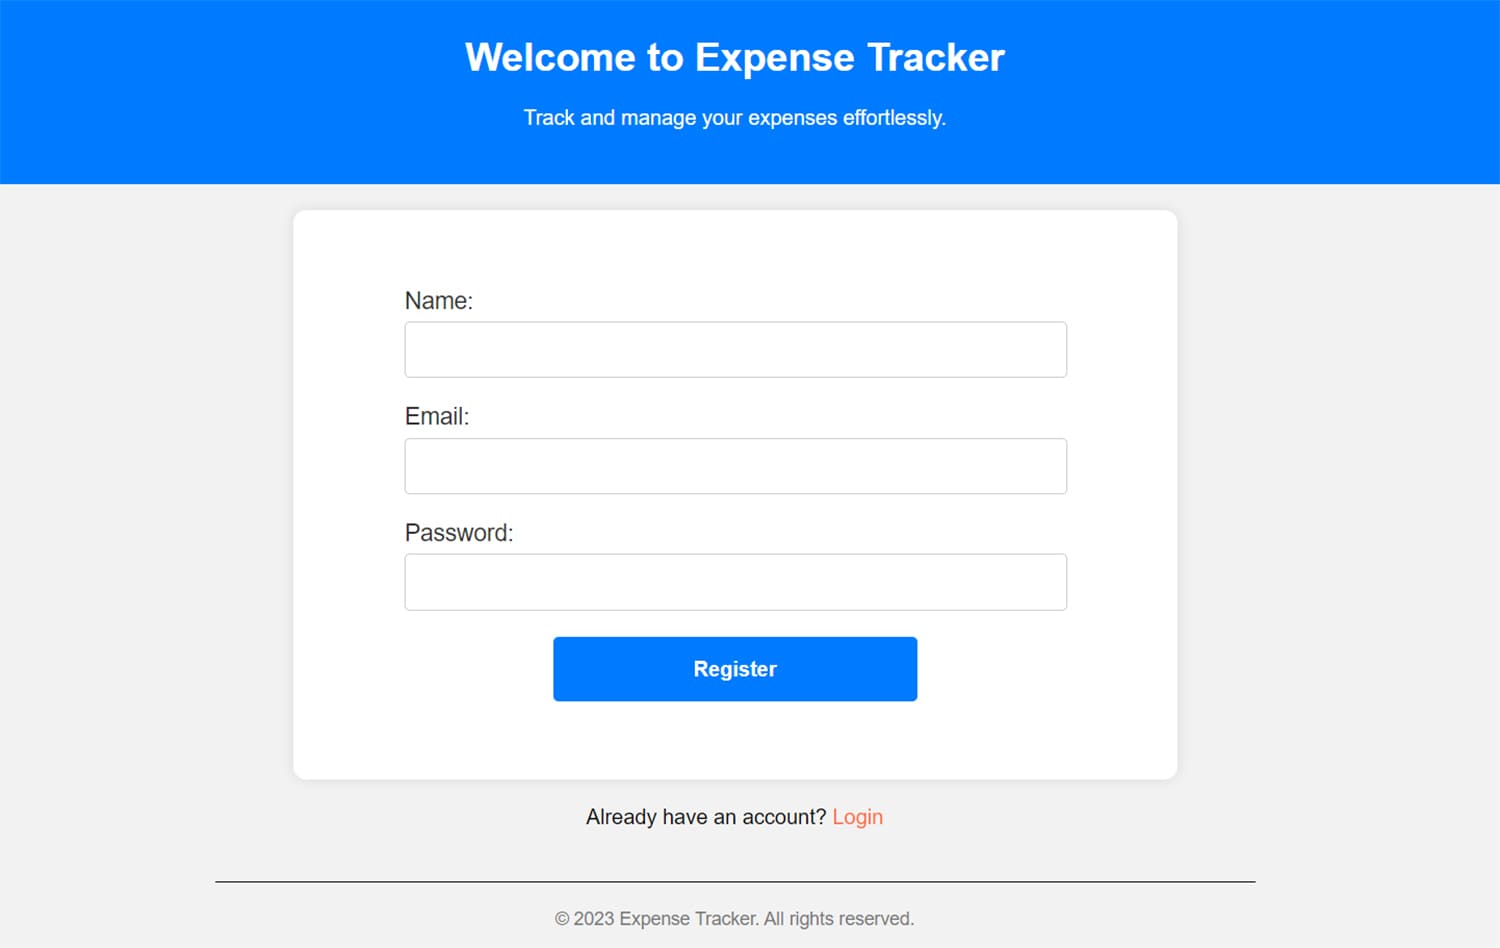 Welcome to Expense Tracker
Track and manage your expenses effortlessly.
Name:
Email:
Password:
Register
Already have an account? Login
© 2023 Expense Tracker. All rights reserved.